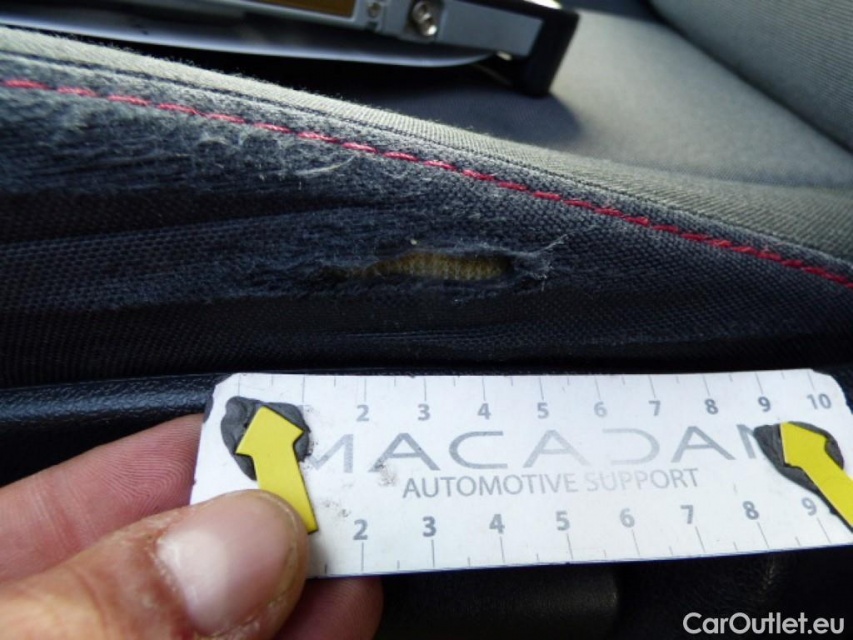 2 3 4 5 6 7 8 9 10
MACADAM
AUTOMOTIVE SUPPORT
2 3 4 5 6 7 8 9
CarOutlet.eu